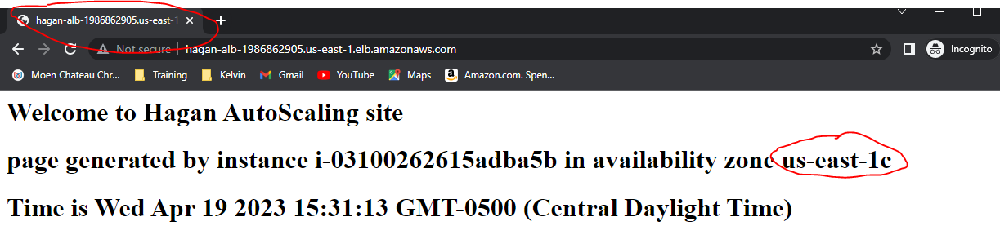 hagan-alb-1986862905.us-east-1
Not secure hagan-alb-1986862905.us-east-1.elb.amazonaws.com Incognito
Moen Chateau Chr... Training Kelvin Gmail YouTube Maps Amazon.com. Spen...
Welcome to Hagan AutoScaling site
page generated by instance i-03100262615adba5b in availability zone us-east-1c
Time is Wed Apr 19 2023 15:31:13 GMT-0500 (Central Daylight Time)